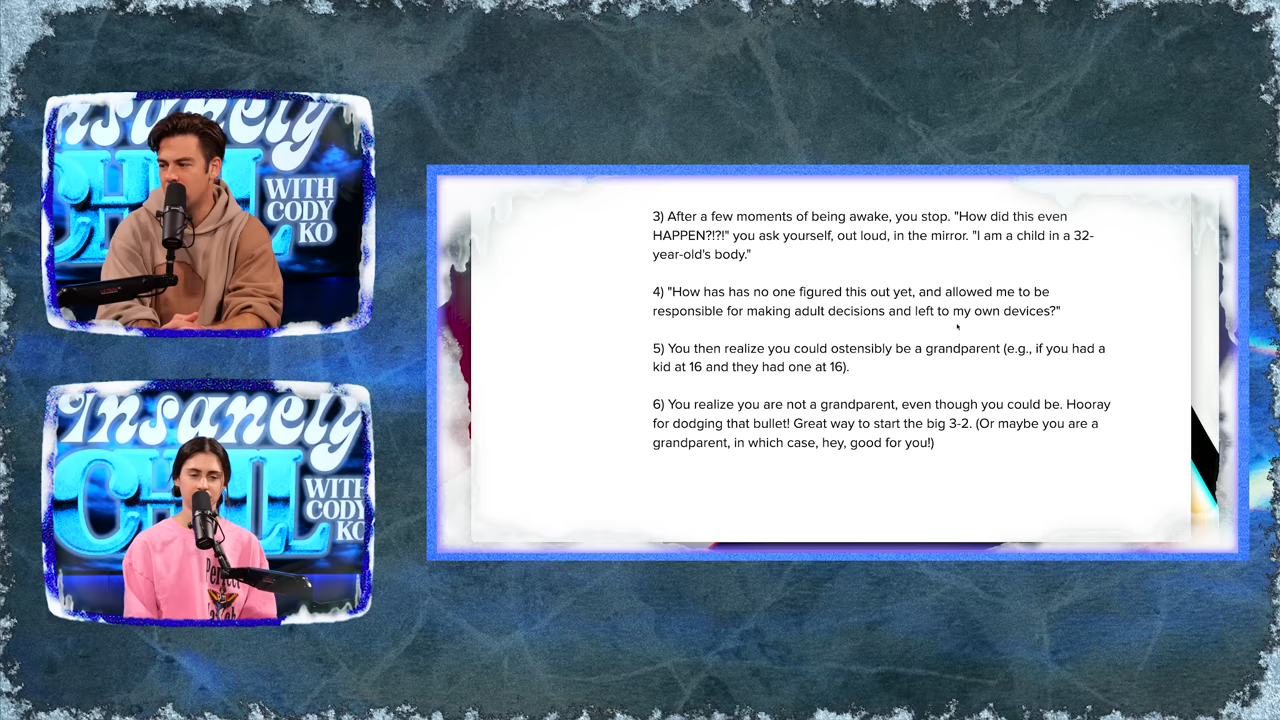 Insanely
CHILL
WITH
CODY
KO
3) After a few moments of being awake, you stop. "How did this even
HAPPEN?!?!" you ask yourself, out loud, in the mirror. "I am a child in a 32-
year-old's body."
4) "How has has no one figured this out yet, and allowed me to be
responsible for making adult decisions and left to my own devices?"
5) You then realize you could ostensibly be a grandparent (e.g., if you had a
kid at 16 and they had one at 16).
6) You realize you are not a grandparent, even though you could be. Hooray
for dodging that bullet! Great way to start the big 3-2. (Or maybe you are a
grandparent, in which case, hey, good for you!)
Insanely
CHILL
WITH
CODY
KO